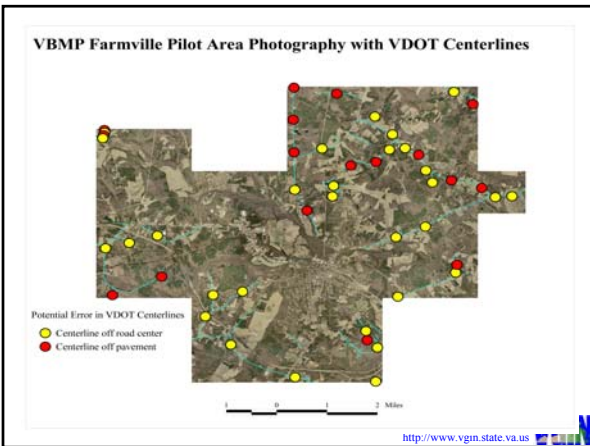 VBMP Farmville Pilot Area Photography with VDOT Centerlines
Potential Error in VDOT Centerlines
Centerline off road center
Centerline off pavement
1 0 1 2 Miles
http://www.vgin.state.va.us